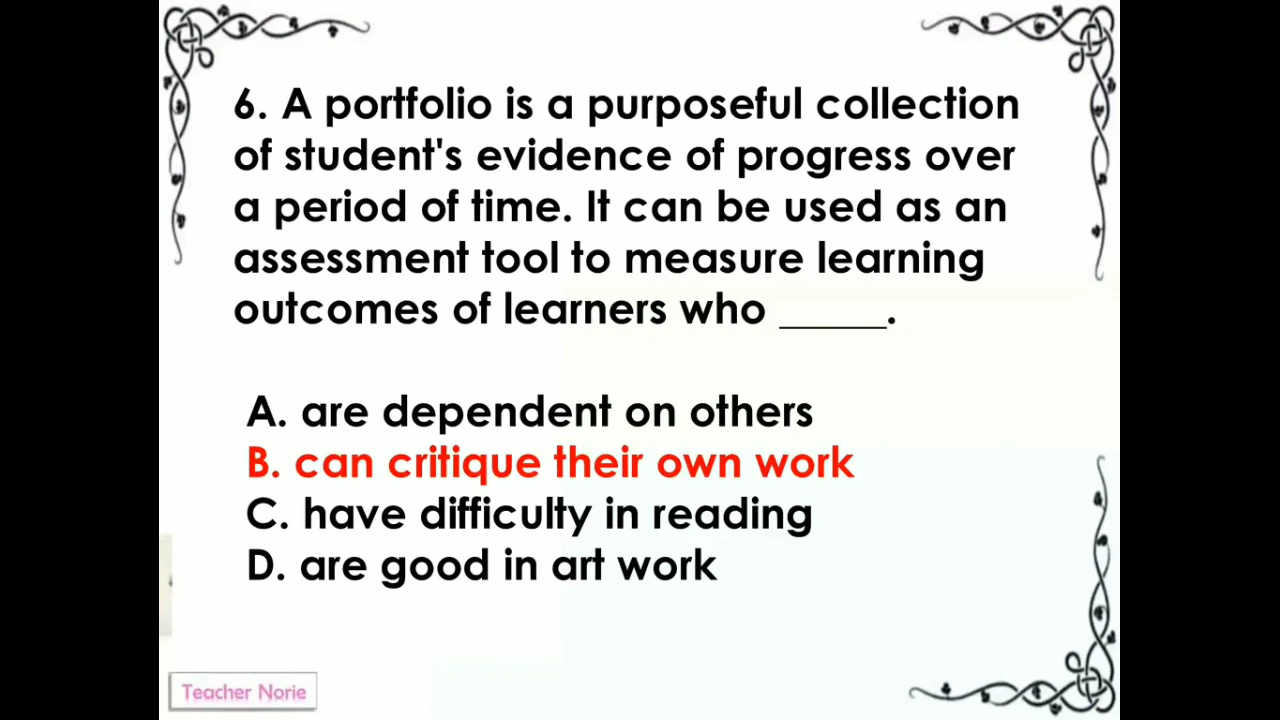 6. A portfolio is a purposeful collection
of student's evidence of progress over
a period of time. It can be used as an
assessment tool to measure learning
outcomes of learners who _____.
A. are dependent on others
B. can critique their own work
C. have difficulty in reading
D. are good in art work
Teacher Norie